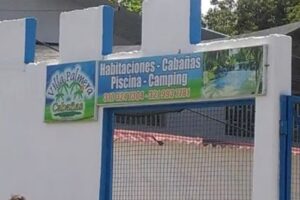 Villa Palmera
Cabañas
Habitaciones - Cabañas
Piscina - Camping